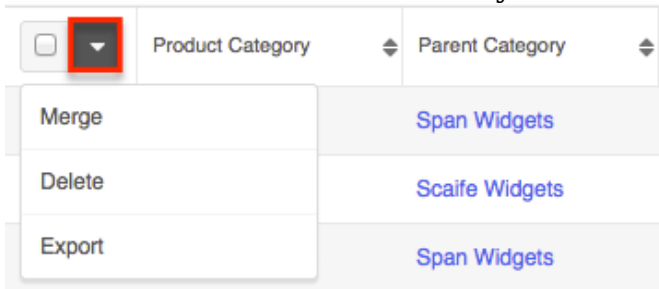 Product Category Parent Category
Merge Span Widgets
Delete Scaife Widgets
Export Span Widgets